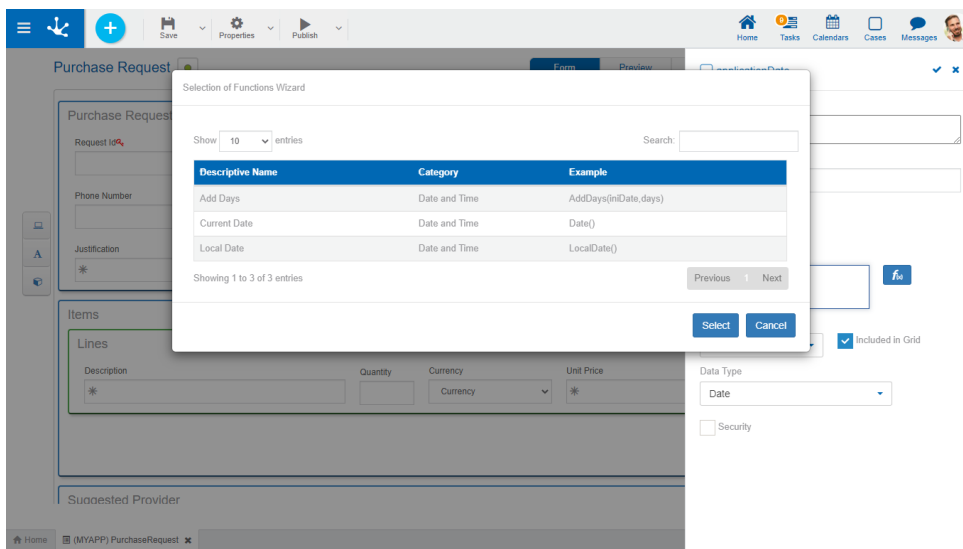 Save
Properties
Publish
Home
Tasks
Calendars
Cases
Messages
Purchase Request
Form
Preview
applicationDate
Selection of Functions Wizard
Show 10 entries
Search:
Descriptive Name Category Example
Add Days Date and Time AddDays(iniDate,days)
Current Date Date and Time Date()
Local Date Date and Time LocalDate()
Showing 1 to 3 of 3 entries
Previous 1 Next
Select Cancel
Purchase Request
Request Id
Phone Number
Justification
A
f(x)
Included in Grid
Items
Lines
Description Quantity Currency Unit Price
Currency
Data Type
Date
Security
Suggested Provider
Home (MYAPP) PurchaseRequest